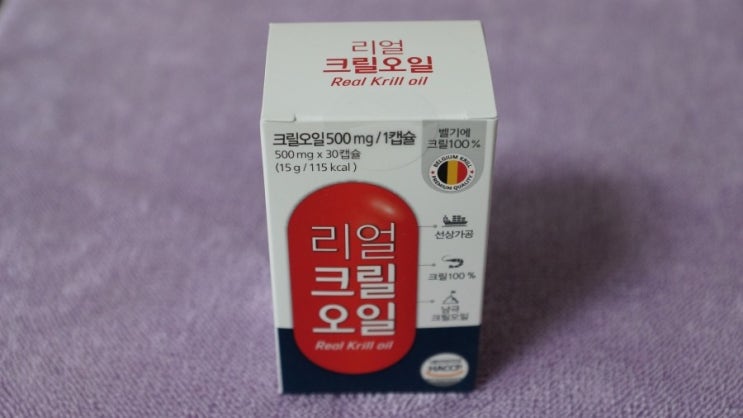 리얼
크릴오일
Real Krill oil
크릴오일 500 mg / 1캡슐
500 mg x 30캡슐
(15 g / 115 kcal )
벨기에
크릴100 %
BELGIUM KRILL
PREMIUM QUALITY
리얼
크릴
오일
Real Krill oil
선상가공
크릴100 %
남극
크릴오일
HACCP